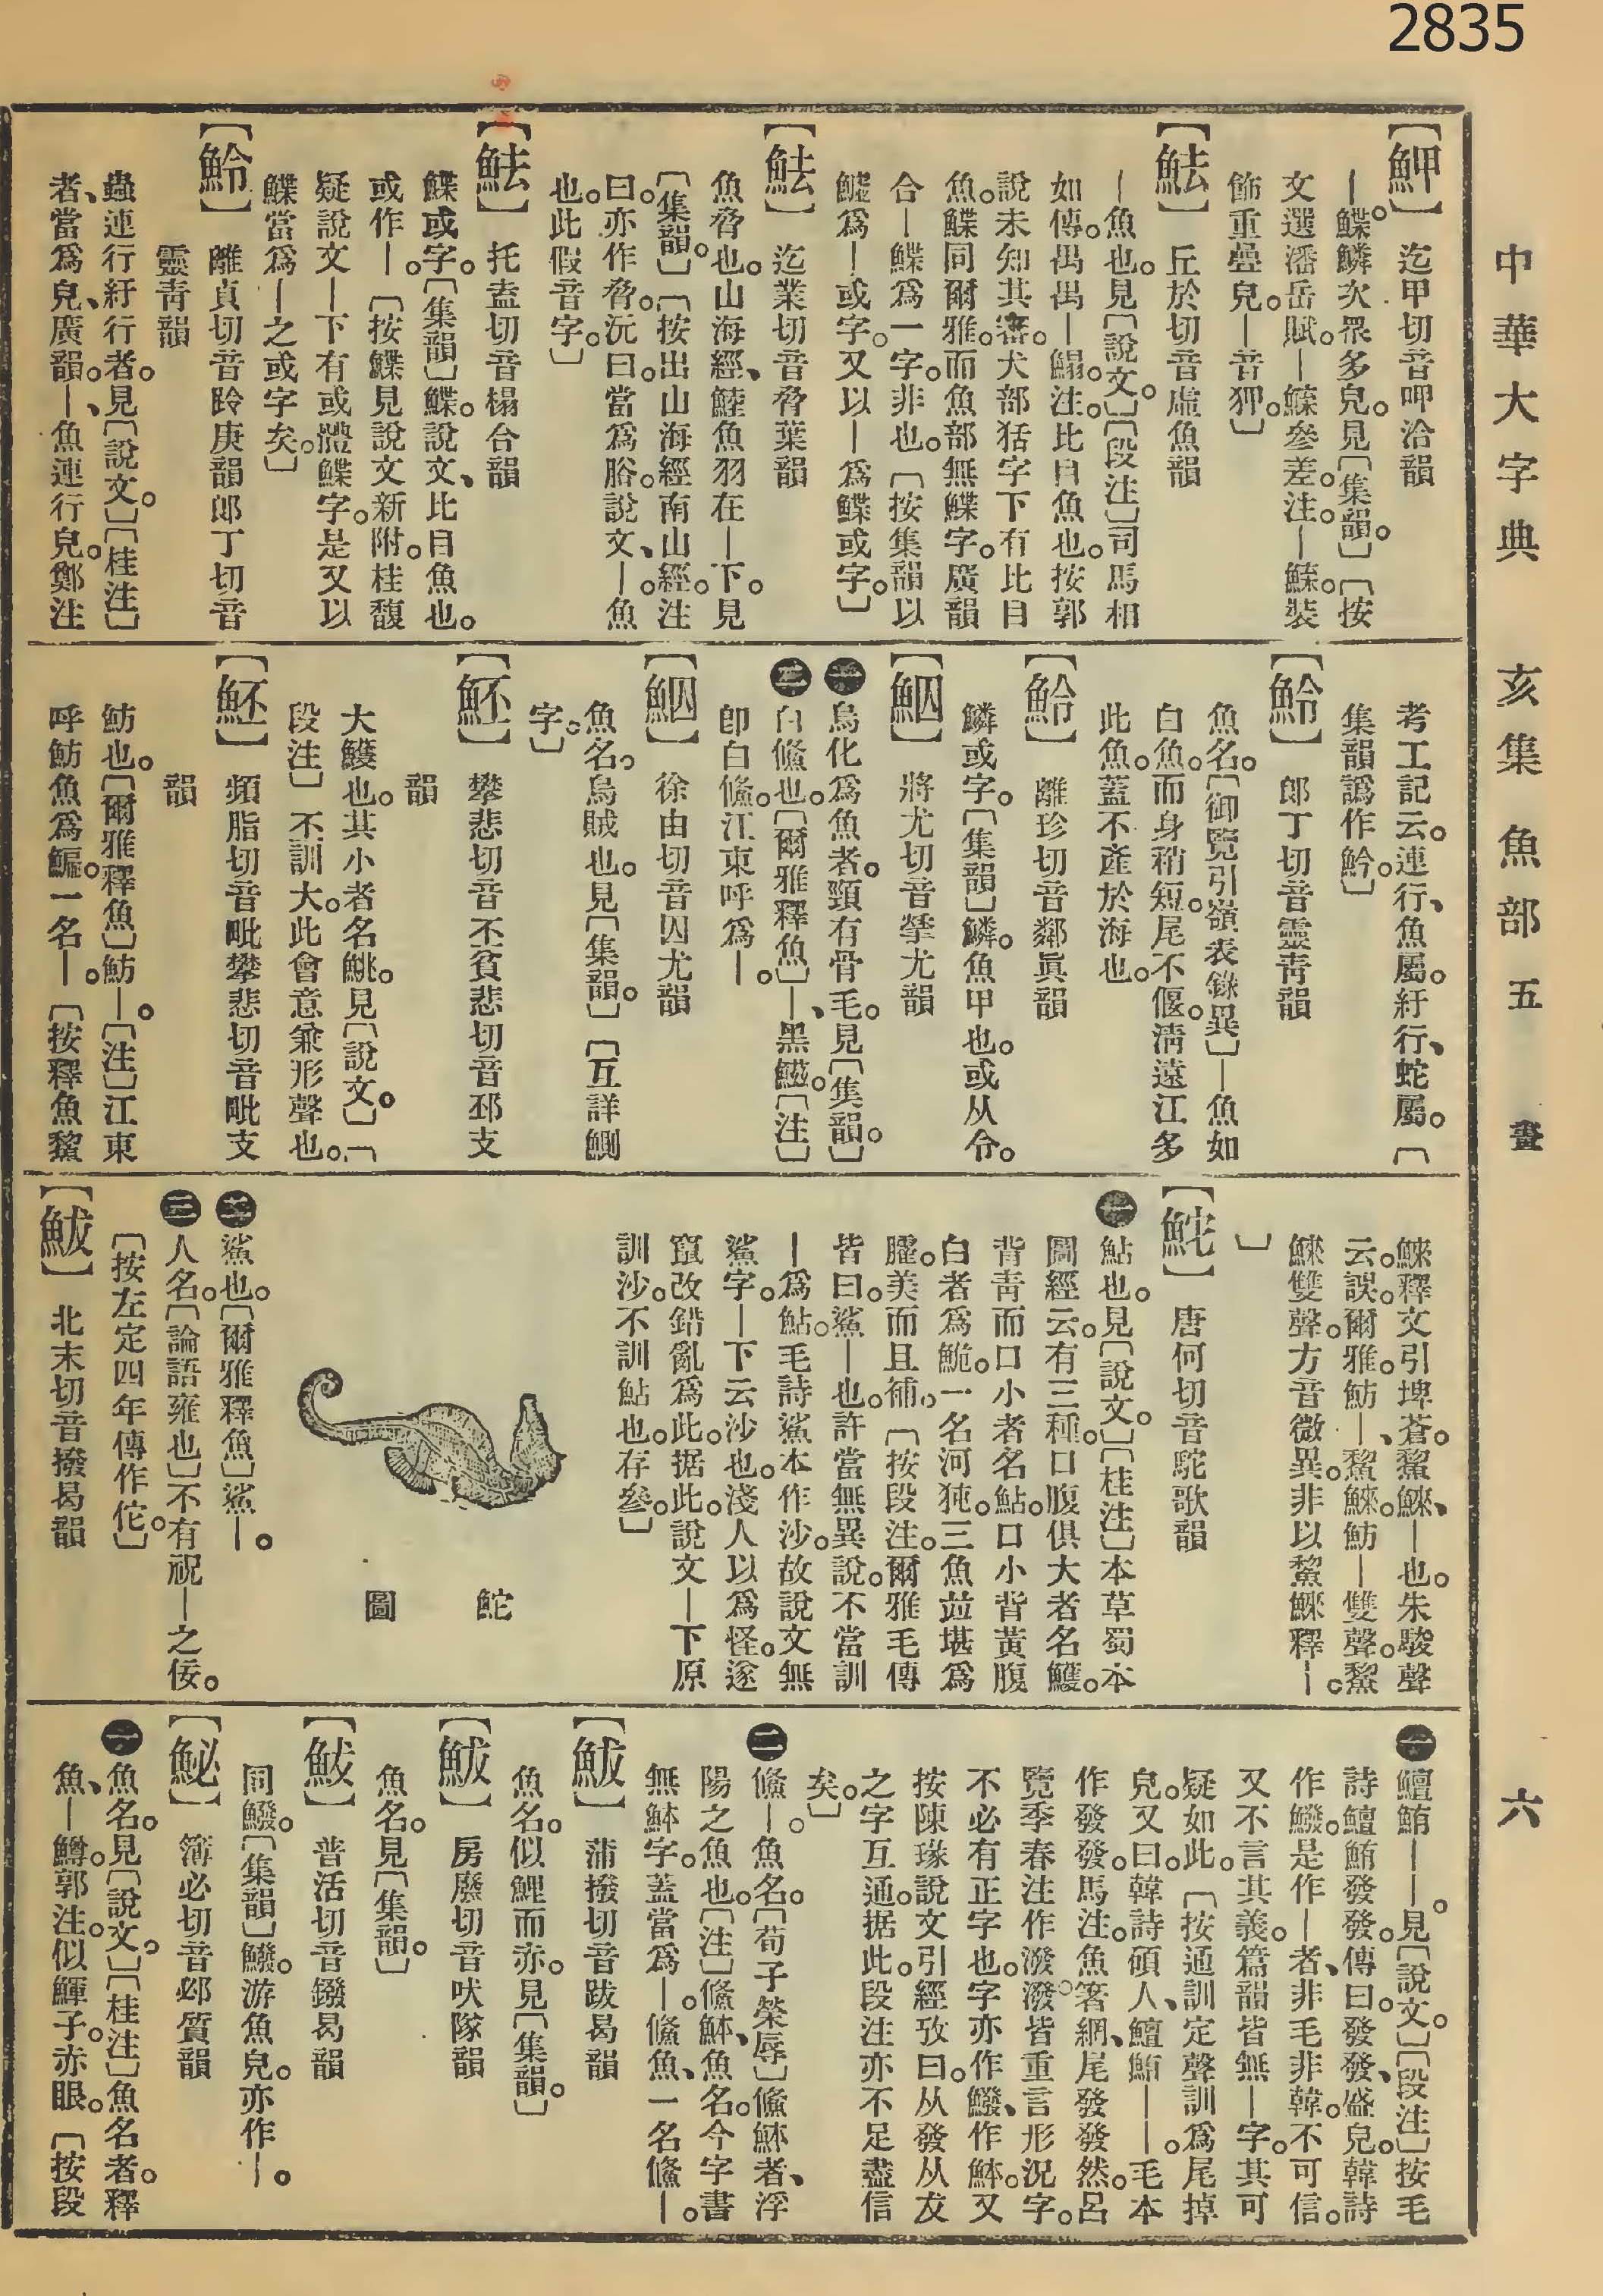 2835
中華大字典 亥集 魚部 五畫 六
【魻】 迄甲切音呷洽韻
｜鰈。鱗次衆多皃。見〔集韻。〕〔按
文選潘岳賦。｜鰈參差。注。｜鰈。裝
飾重疊皃。｜音狎。〕
【魼】 丘於切音虛魚韻
｜魚也。見〔說文。〕〔段注〕司馬相
如傳。禺禺｜鰨。注。比目魚也。按郭
說未知其審。犬部狧字下有比目
魚。鰈同爾雅。而魚部無鰈字。廣韻
合｜鰈爲一字。非也。〔按集韻以
魼爲｜或字。又以｜爲鰈或字。〕
【魼】 迄業切音脅葉韻
魚脅也。山海經、鯥魚羽在｜下。見
〔集韻。〕〔按出山海經南山經。注
曰。亦作脅。沅曰。當爲胠。說文、｜。魚
也。此假音字。〕
【魼】 托盍切音榻合韻
鰈或字。〔集韻〕鰈。說文、比目魚也。
或作｜。〔按鰈見說文新附。桂馥
疑說文｜下有或體鰈字。是又以
鰈當爲｜之或字矣。〕
【魿】 離貞切音跉庚韻郎丁切音
靈青韻
蟲連行紆行者。見〔說文。〕〔桂注〕
者、當爲皃、廣韻。｜、魚連行皃。鄭注
考工記云。連行、魚屬。紆行、蛇屬。〔
集韻譌作魿。〕
【魿】 郎丁切音靈青韻
魚名。〔御覽引嶺表錄異〕｜魚如
白魚。而身稍短。尾不偃。淸遠江多
此魚。蓋不產於海也。
【魿】 離珍切音鄰眞韻
鱗或字。〔集韻〕鱗。魚甲也。或从令。
【䱔】 將尤切音揫尤韻
㊀烏化爲魚者。頸有骨毛。見〔集韻。〕
㊁白鯈也。〔爾雅釋魚〕｜、黑鰦。〔注〕
卽白鯈。江東呼爲｜。
【䱔】 徐由切音囚尤韻
魚名。烏賊也。見〔集韻。〕〔互詳鰂
字。〕
【魾】 攀悲切音丕貧悲切音邳支
韻
大鱯也。其小者名鮡。見〔說文。〕〔
段注〕不訓大。此會意兼形聲也。
【魾】 頻脂切音毗攀悲切音毗支
韻
魴也。〔爾雅釋魚〕魴｜。〔注〕江東
呼魴魚爲鯿。一名｜。〔按釋魚鯬
鯠釋文引埤蒼。鯬鯠、｜也。朱駿聲
云。誤。爾雅。魴｜、鯬鯠。魴｜雙聲。鯬
鯠雙聲。方音微異。非以鯬鯠釋｜。
〕
【鮀】 唐何切音駝歌韻
㊀鮎也。見〔說文。〕〔桂注〕本草蜀本
圖經云。有三種。口腹俱大者名鱯。
背靑而口小者名鮎。口小背黃腹
白者爲鮠。一名河㹠。三魚竝堪爲
臛。美而且補。〔按段注。爾雅毛傳
皆曰。鯊｜也。許當無異說。不當訓
｜爲鮎。毛詩鯊本作沙。故說文無
鯊字。｜下云沙也。淺人以爲怪。遂
竄改錯亂爲此。据此。說文｜下原
訓沙。不訓鮎也。存參。〕
鮀圖
㊁鯊也。〔爾雅釋魚〕鯊｜。
㊂人名。〔論語雍也〕不有祝｜之佞。
〔按左定四年傳作佗。〕
【鮁】 北末切音撥曷韻
㊀鱣鮪｜｜。見〔說文。〕〔段注〕按毛
詩鱣鮪發發。傳曰。發發、盛皃。韓詩
作鱍。是作｜者、非毛非韓。不可信。
又不言其義。篇韻皆無｜字。其可
疑如此。〔按通訓定聲訓爲尾掉
皃。又曰。韓詩碩人、鱣鮪｜｜。毛本
作發發。馬注。魚箸網、尾發發然。呂
覽季春注作潑潑。皆重言形況字。
不必有正字也。字亦作鱍、作䱁。又
按陳瑑說文引經攷曰。从發从犮
之字互通。据此。段注亦不足盡信
矣。〕
㊁鯈｜。魚名。〔荀子榮辱〕鯈䱁者、浮
陽之魚也。〔注〕鯈䱁、魚名。今字書
無䱁字。蓋當爲｜。鯈魚、一名鯈｜。
【鮁】 蒲撥切音跋曷韻
魚名。似鯉而赤。見〔集韻。〕
【鮁】 房廢切音吠隊韻
魚名。見〔集韻。〕
【鮁】 普活切音鏺曷韻
同鱍。〔集韻〕鱍。游魚皃。亦作｜。
【鮅】 簿必切音邲質韻
㊀魚名。見〔說文。〕〔桂注〕魚名者。釋
魚、｜鱒。郭注。似鯶子。赤眼。〔按段